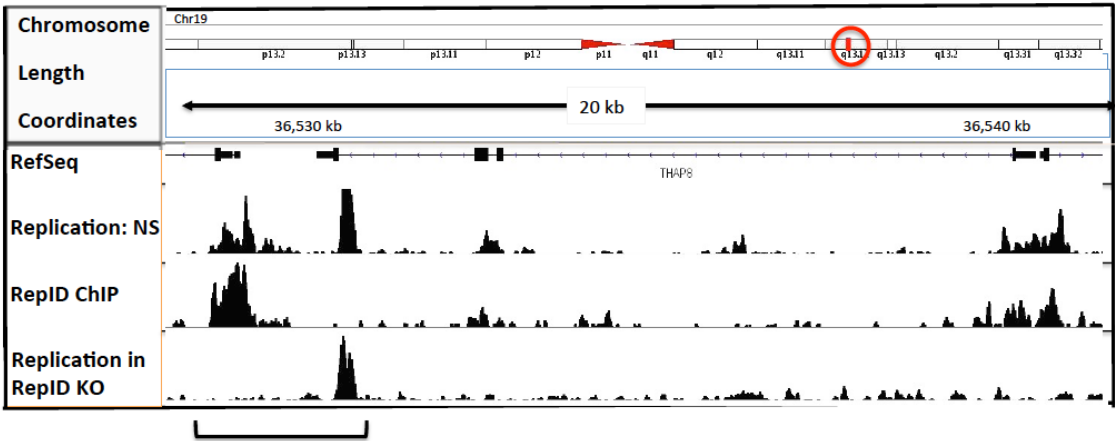 Chromosome
Chr19
p13.2 p13.13 p13.11 p12 p11 q11 q12 q13.11 q13.1 q13.13 q13.2 q13.31 q13.32
Length
20 kb
Coordinates
36,530 kb 36,540 kb
RefSeq
THAP8
Replication: NS
RepID ChIP
Replication in
RepID KO